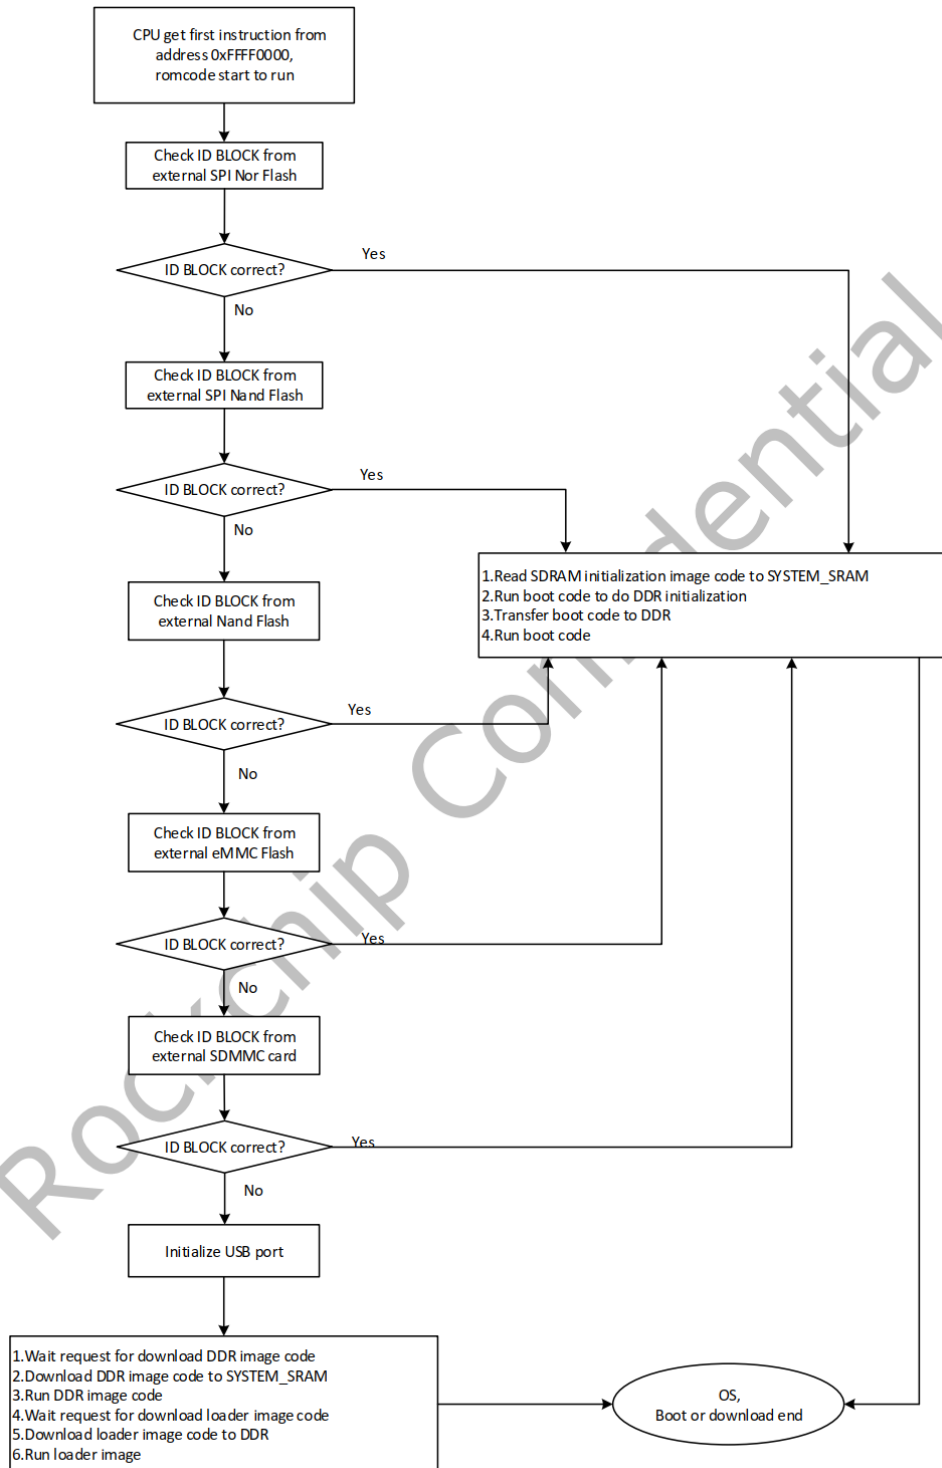 CPU get first instruction from
address 0xFFFF0000,
romcode start to run
Check ID BLOCK from
external SPI Nor Flash
ID BLOCK correct?
Yes
No
Check ID BLOCK from
external SPI Nand Flash
ID BLOCK correct?
Yes
No
1.Read SDRAM initialization image code to SYSTEM_SRAM
2.Run boot code to do DDR initialization
3.Transfer boot code to DDR
4.Run boot code
Check ID BLOCK from
external Nand Flash
ID BLOCK correct?
Yes
No
Check ID BLOCK from
external eMMC Flash
ID BLOCK correct?
Yes
No
Check ID BLOCK from
external SDMMC card
ID BLOCK correct?
Yes
No
Initialize USB port
1.Wait request for download DDR image code
2.Download DDR image code to SYSTEM_SRAM
3.Run DDR image code
4.Wait request for download loader image code
5.Download loader image code to DDR
6.Run loader image
OS,
Boot or download end
Rockchip Confidential